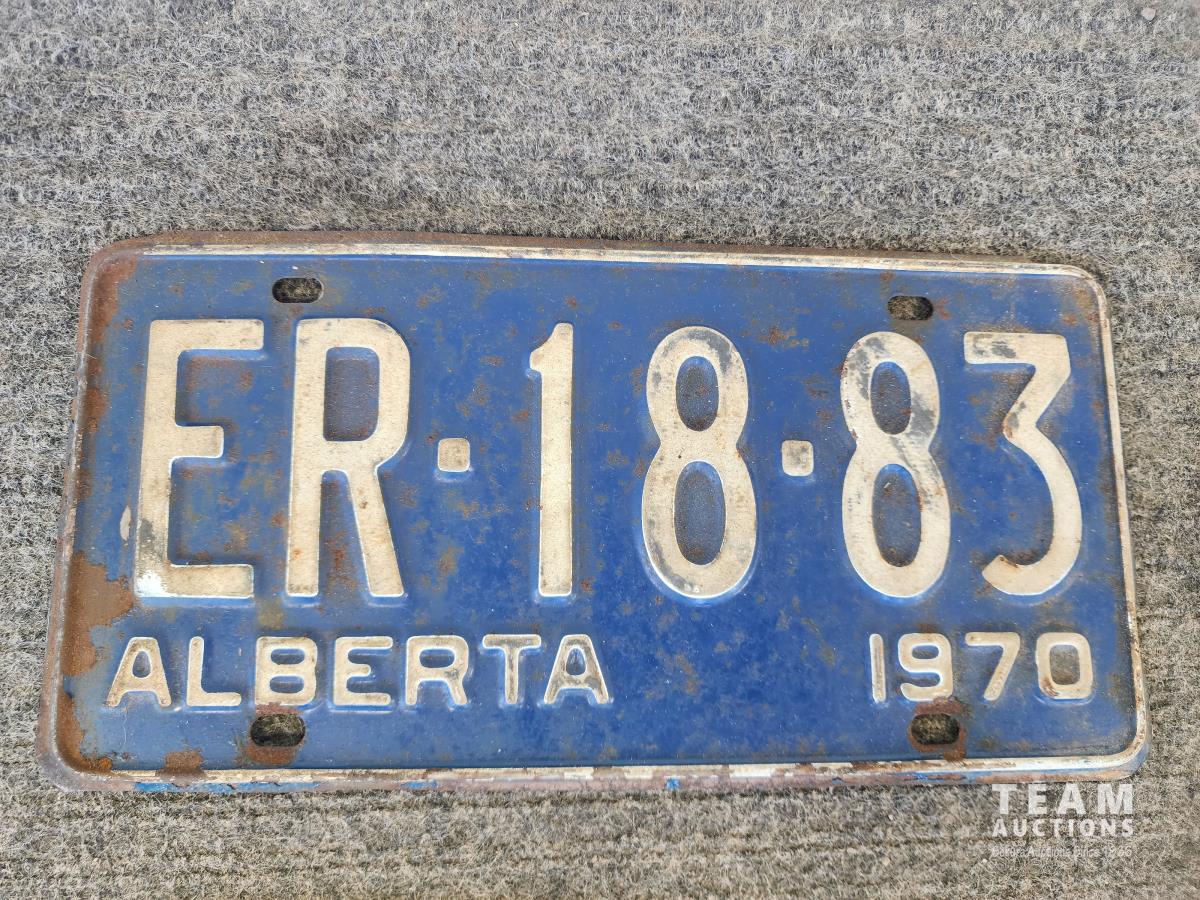 ER·18·83
ALBERTA 1970
TEAM
AUCTIONS